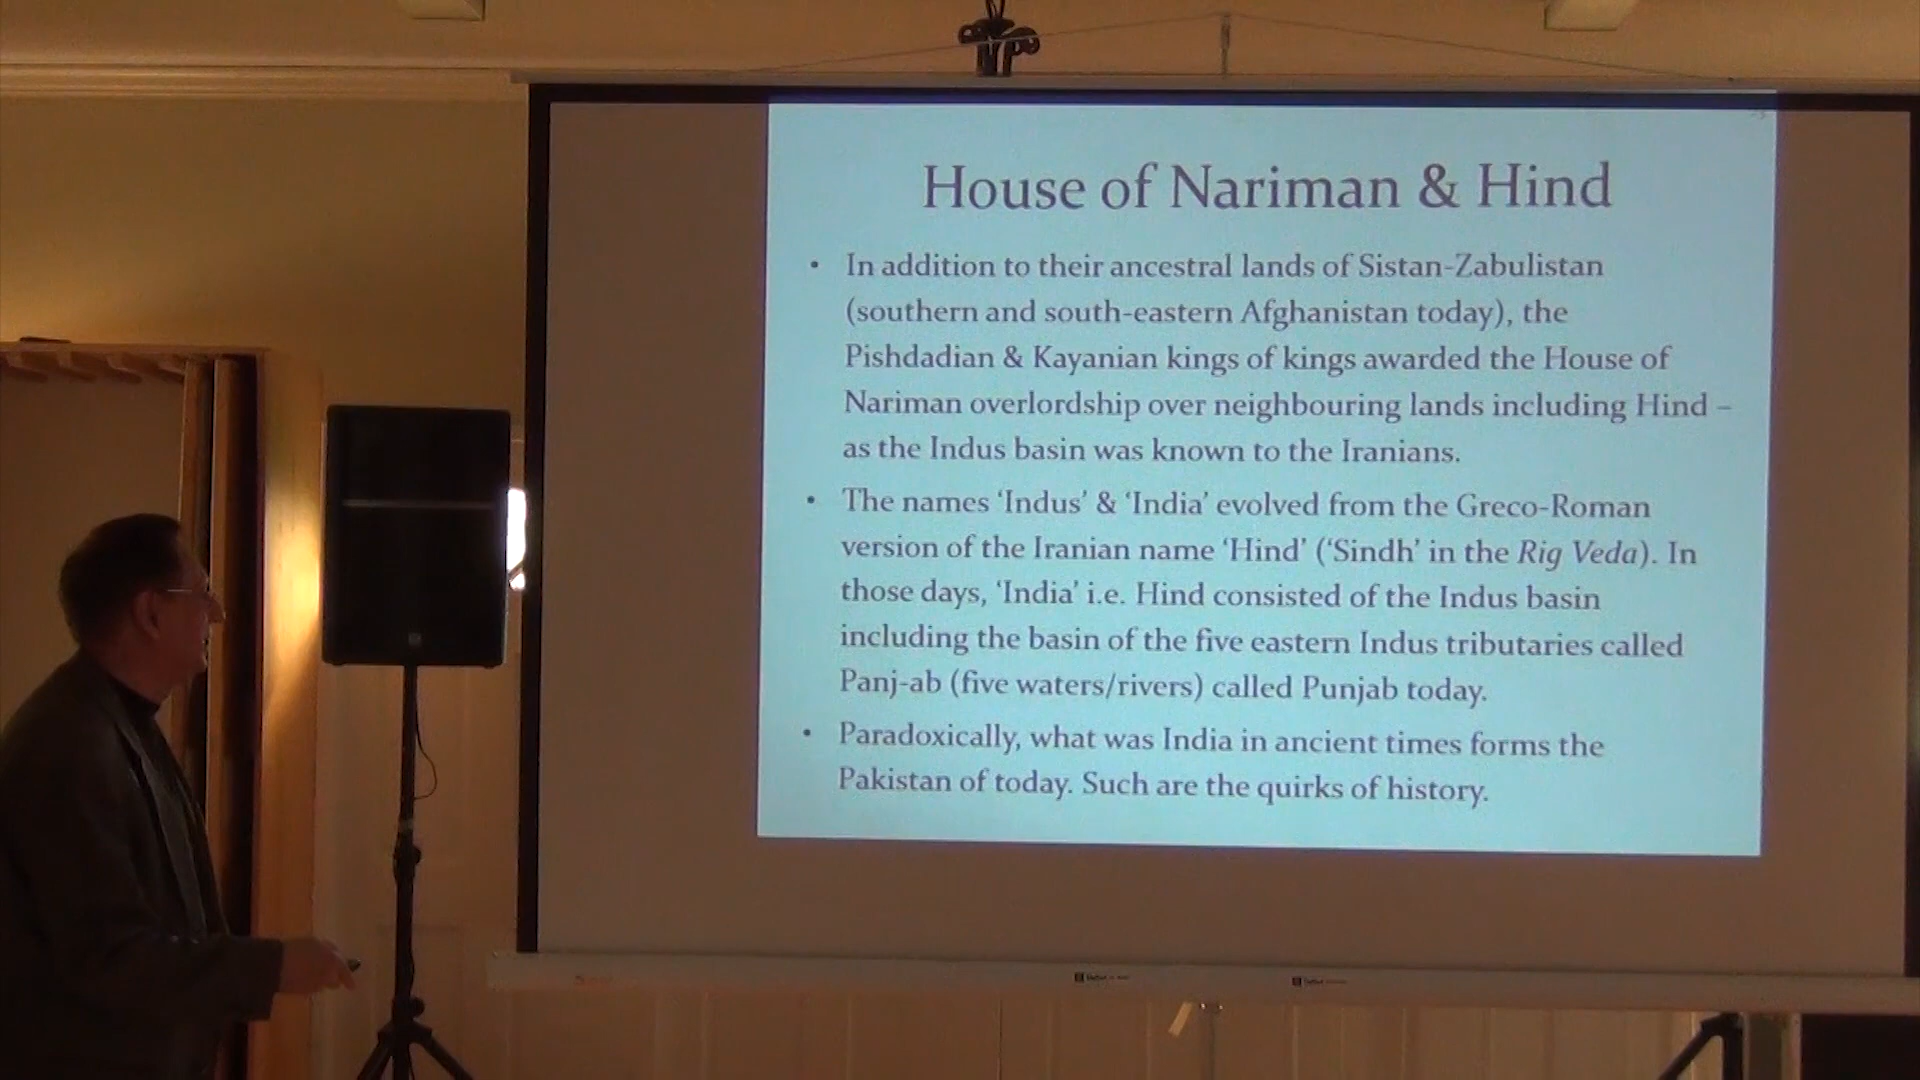 House of Nariman & Hind
• In addition to their ancestral lands of Sistan-Zabulistan
(southern and south-eastern Afghanistan today), the
Pishdadian & Kayanian kings of kings awarded the House of
Nariman overlordship over neighbouring lands including Hind –
as the Indus basin was known to the Iranians.
• The names ‘Indus’ & ‘India’ evolved from the Greco-Roman
version of the Iranian name ‘Hind’ (‘Sindh’ in the Rig Veda). In
those days, ‘India’ i.e. Hind consisted of the Indus basin
including the basin of the five eastern Indus tributaries called
Panj-ab (five waters/rivers) called Punjab today.
• Paradoxically, what was India in ancient times forms the
Pakistan of today. Such are the quirks of history.